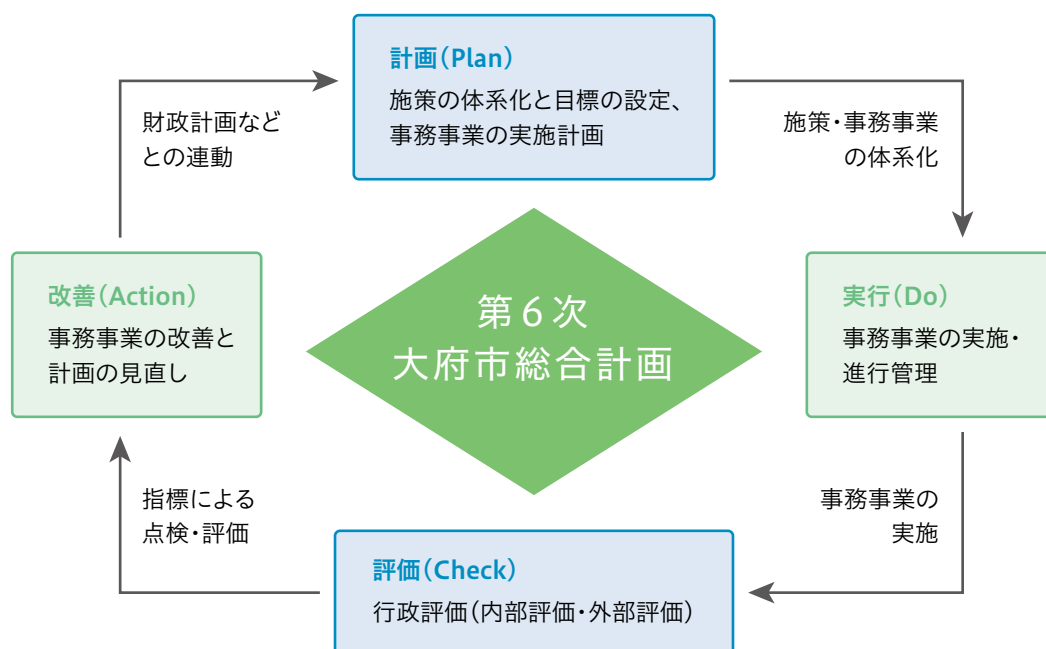 計画(Plan)
施策の体系化と目標の設定、
事務事業の実施計画
財政計画など
との連動
施策・事務事業
の体系化
改善(Action)
事務事業の改善と
計画の見直し
第6次
大府市総合計画
実行(Do)
事務事業の実施・
進行管理
指標による
点検・評価
事務事業の
実施
評価(Check)
行政評価(内部評価・外部評価)